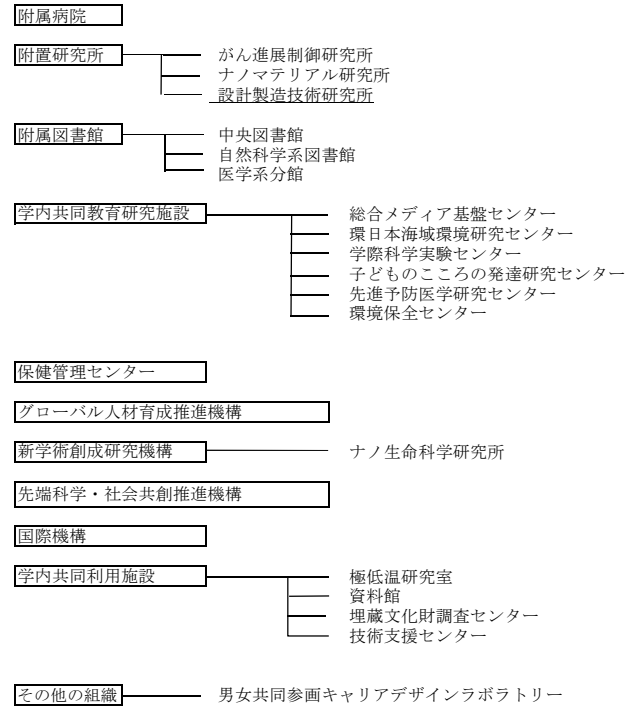 附属病院
附置研究所 がん進展制御研究所
ナノマテリアル研究所
設計製造技術研究所
附属図書館 中央図書館
自然科学系図書館
医学系分館
学内共同教育研究施設 総合メディア基盤センター
環日本海域環境研究センター
学際科学実験センター
子どものこころの発達研究センター
先進予防医学研究センター
環境保全センター
保健管理センター
グローバル人材育成推進機構
新学術創成研究機構 ナノ生命科学研究所
先端科学・社会共創推進機構
国際機構
学内共同利用施設 極低温研究室
資料館
埋蔵文化財調査センター
技術支援センター
その他の組織 男女共同参画キャリアデザインラボラトリー